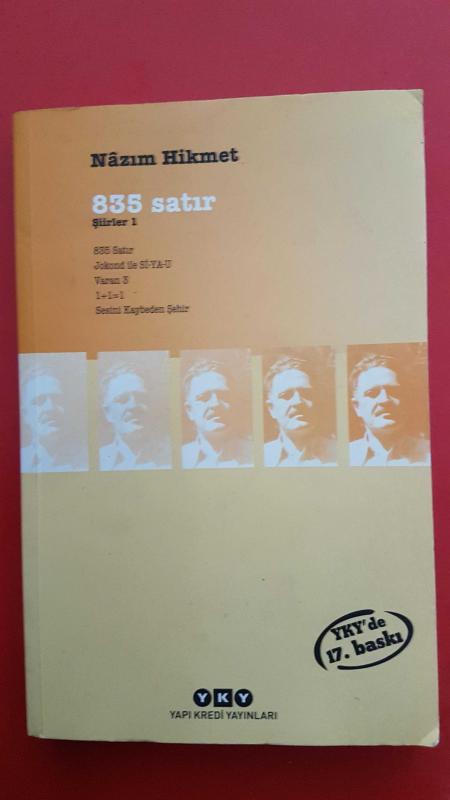 Nâzım Hikmet
835 satır
Şiirler 1
835 Satır
Jokond ile Sİ-YA-U
Varan 3
1+1=1
Sesini Kaybeden Şehir
YKY'de
17. baskı
YKY
YAPI KREDİ YAYINLARI